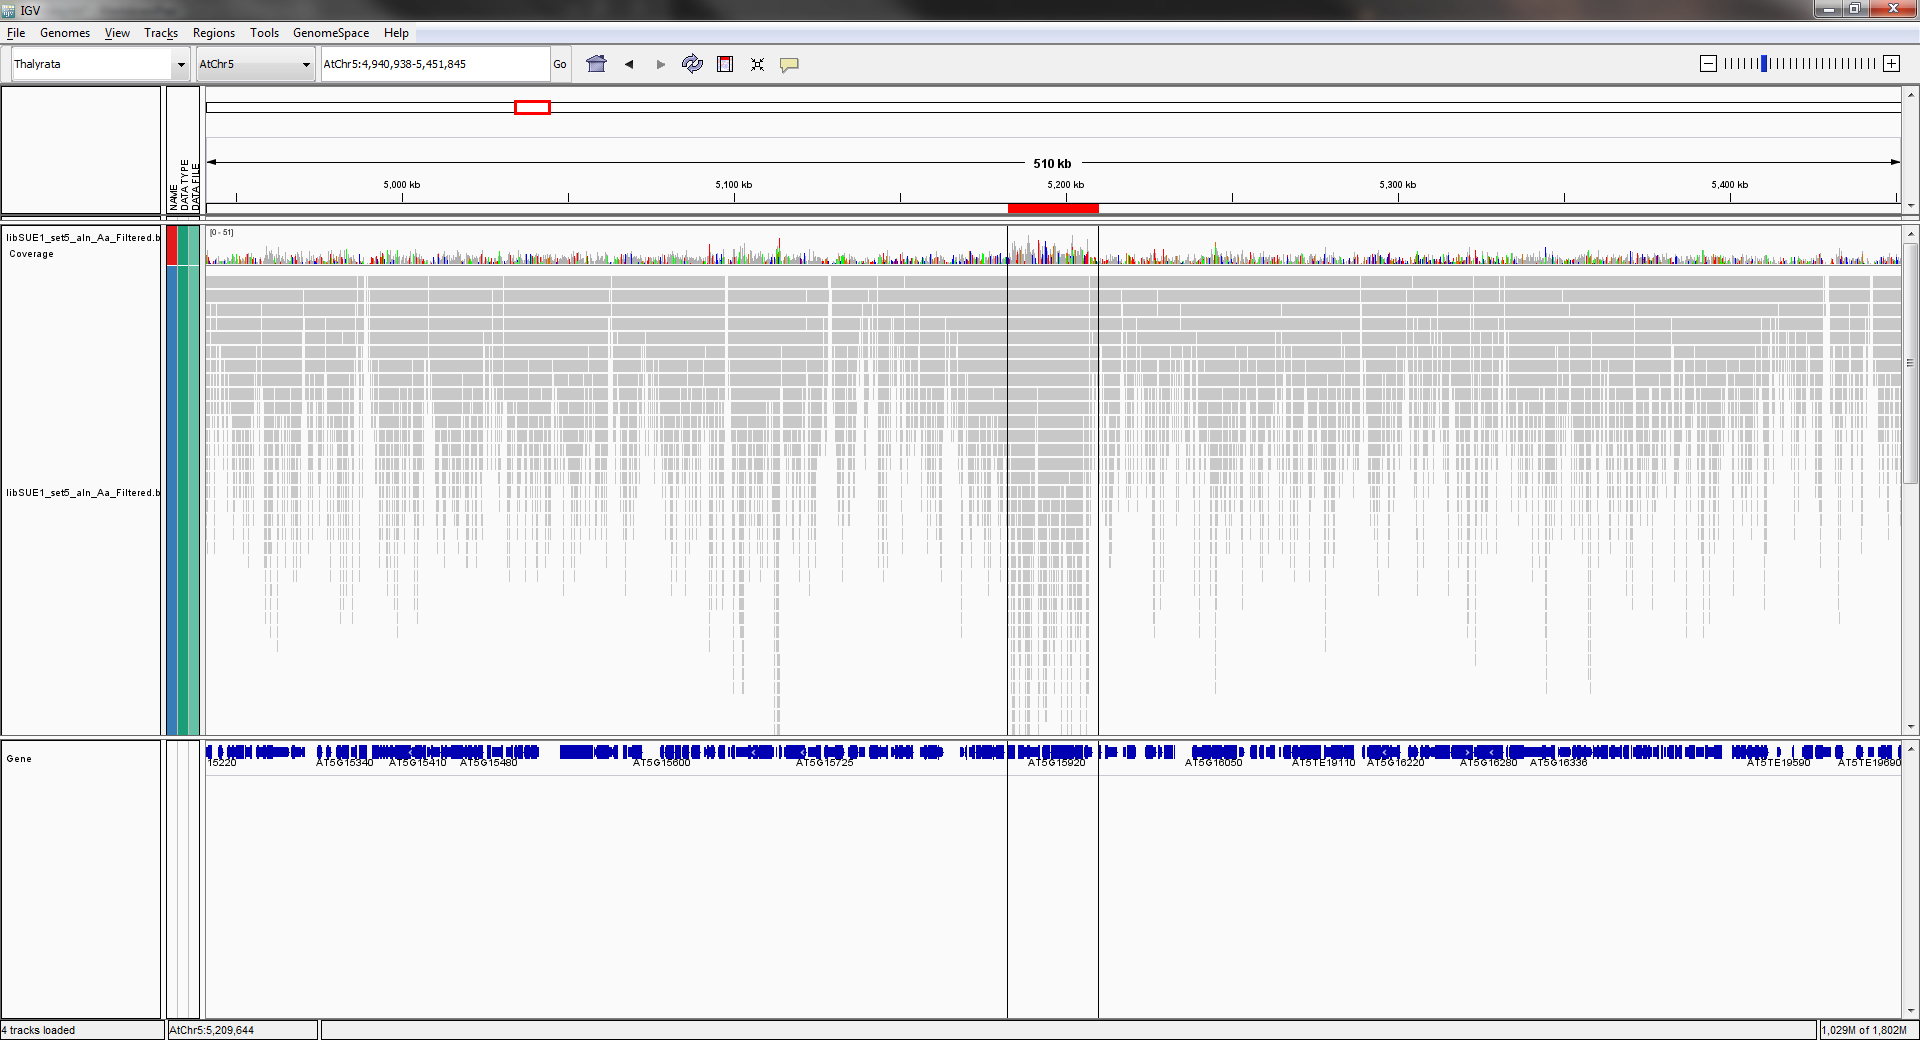 IGV
File Genomes View Tracks Regions Tools GenomeSpace Help
Thalyrata AtChr5 AtChr5:4,940,938-5,451,845 Go
NAME
DATA TYPE
DATA FILE
510 kb
5,000 kb 5,100 kb 5,200 kb 5,300 kb 5,400 kb
libSUE1_set5_aln_Aa_Filtered.b
Coverage
[0 - 51]
libSUE1_set5_aln_Aa_Filtered.b
Gene
15220 AT5G15340 AT5G15410 AT5G15480 AT5G15600 AT5G15725 AT5G15920 AT5G16050 AT5TE19110 AT5G16220 AT5G16280 AT5G16336 AT5TE19590 AT5TE19690
4 tracks loaded AtChr5:5,209,644 1,029M of 1,802M